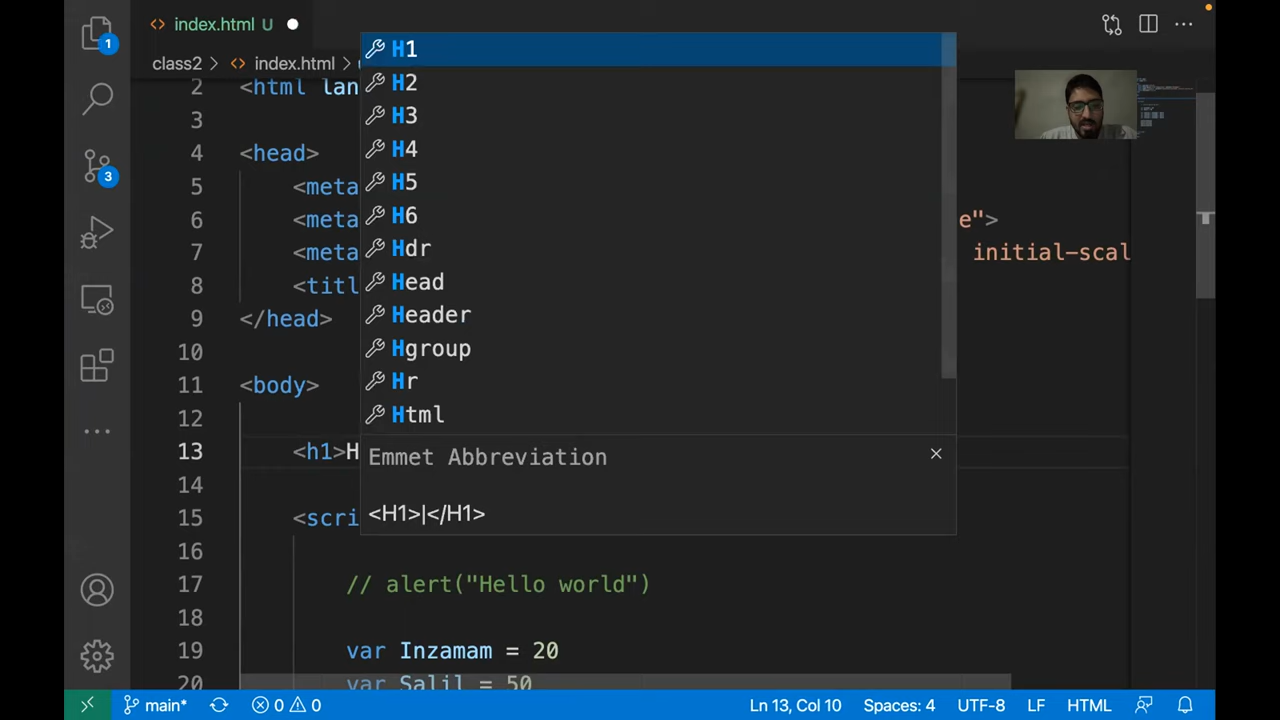 index.html U
class2 > index.html >
1
3
2 <html lan
3
4 <head>
5 <meta
6 <meta e">
7 <meta initial-scal
8 <titl
9 </head>
10
11 <body>
12
13 <h1>H
14
15 <scri
16
17 // alert("Hello world")
18
19 var Inzamam = 20
20 var Salil = 50
H1
H2
H3
H4
H5
H6
Hdr
Head
Header
Hgroup
Hr
Html
Emmet Abbreviation
<H1>|</H1>
main* 0 0 Ln 13, Col 10 Spaces: 4 UTF-8 LF HTML